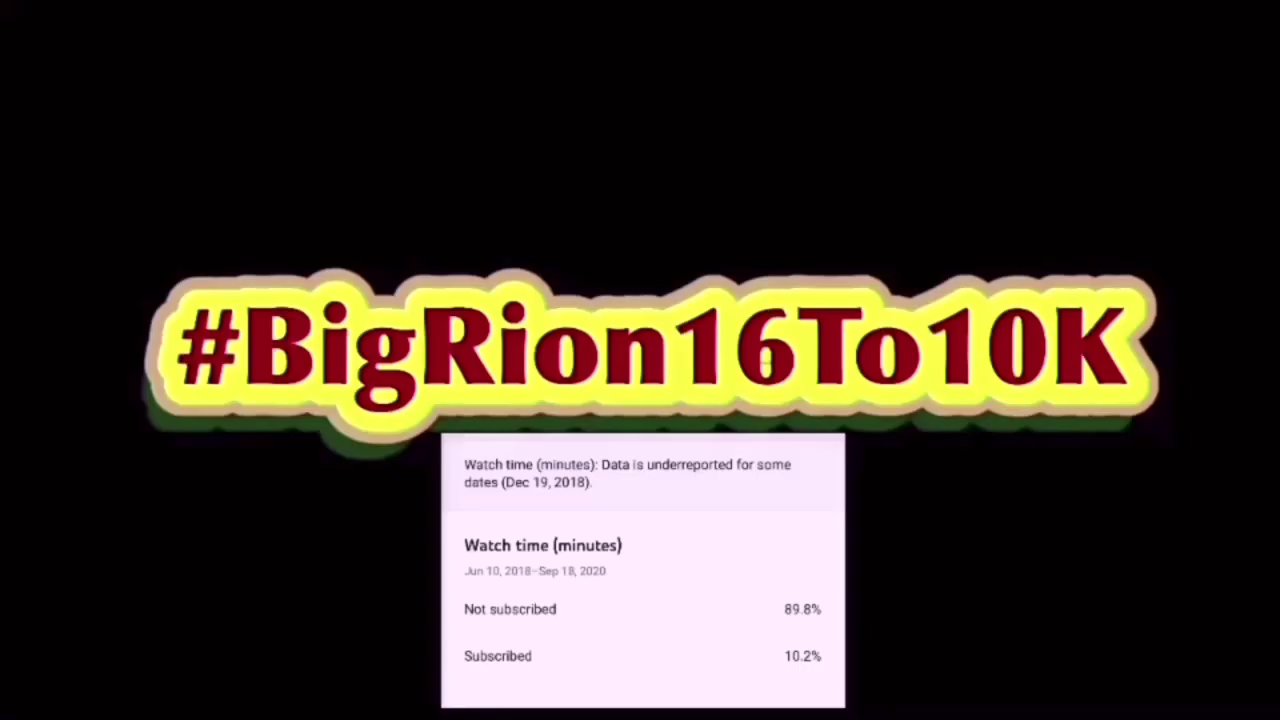 #BigRion16To10K
Watch time (minutes): Data is underreported for some
dates (Dec 19, 2018).
Watch time (minutes)
Jun 10, 2018–Sep 18, 2020
Not subscribed 89.8%
Subscribed 10.2%